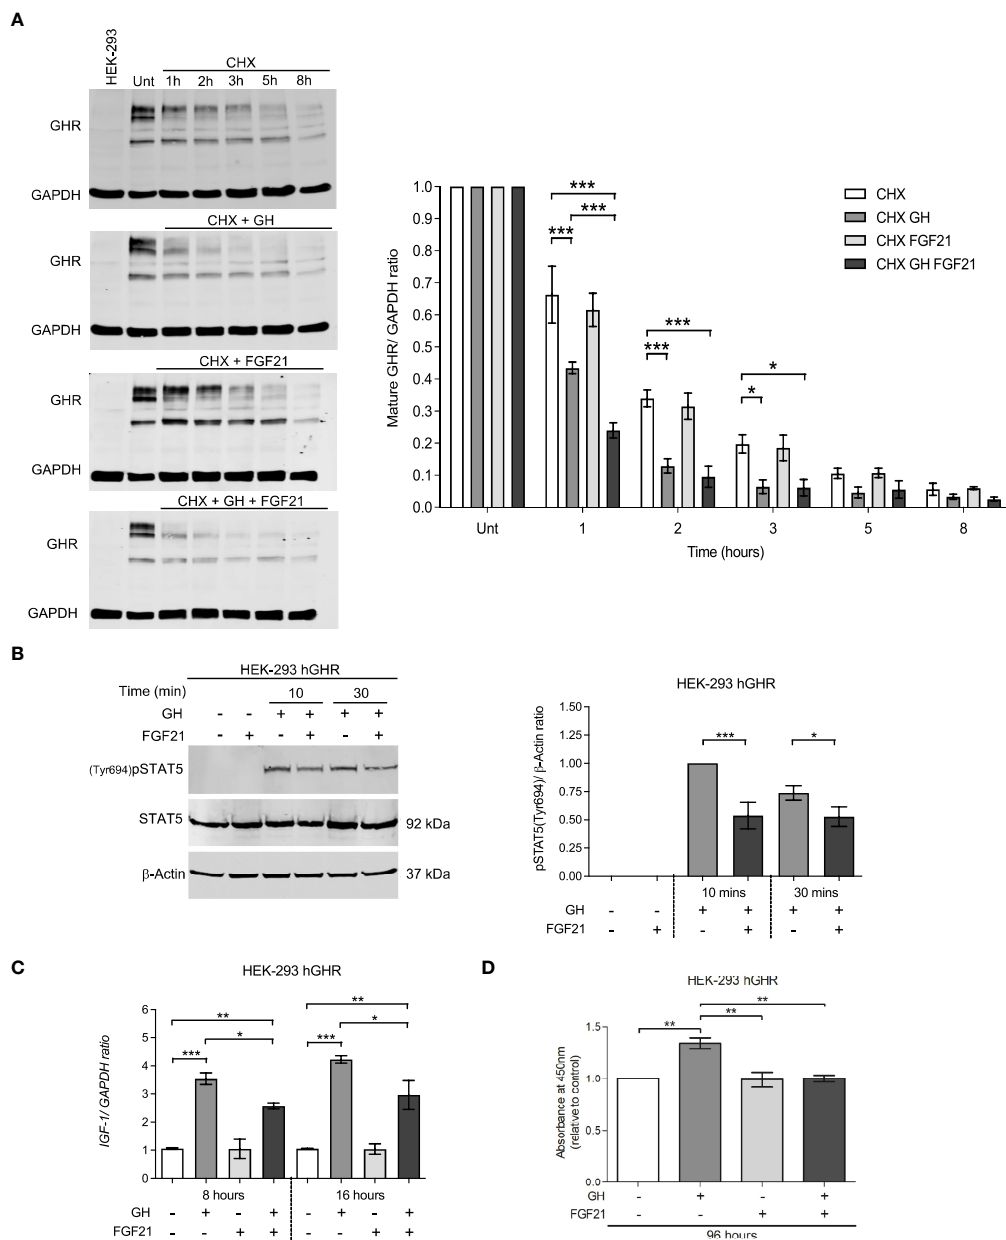 A
HEK-293
CHX
Unt 1h 2h 3h 5h 8h
GHR
GAPDH
CHX + GH
GHR
GAPDH
CHX + FGF21
GHR
GAPDH
CHX + GH + FGF21
GHR
GAPDH
Mature GHR/ GAPDH ratio
1.0
0.9
0.8
0.7
0.6
0.5
0.4
0.3
0.2
0.1
0.0
*** *** ***
*** ***
* *
CHX
CHX GH
CHX FGF21
CHX GH FGF21
Unt 1 2 3 5 8
Time (hours)
B
HEK-293 hGHR
Time (min) 10 30
GH - - + + + +
FGF21 - + - + - +
(Tyr694)pSTAT5
STAT5 92 kDa
β-Actin 37 kDa
HEK-293 hGHR
pSTAT5(Tyr694)/ β-Actin ratio
1.50
1.25
1.00
0.75
0.50
0.25
0.00
*** *
10 mins 30 mins
GH - - + + + +
FGF21 - + - + - +
C
HEK-293 hGHR
IGF-1/ GAPDH ratio
6
5
4
3
2
1
0
** * ***
** * ***
8 hours 16 hours
GH - + - + - + - +
FGF21 - - + + - - + +
D
HEK-293 hGHR
Absorbance at 450nm
(relative to control)
1.5
1.0
0.5
0.0
** ** **
GH - + - +
FGF21 - - + +
96 hours